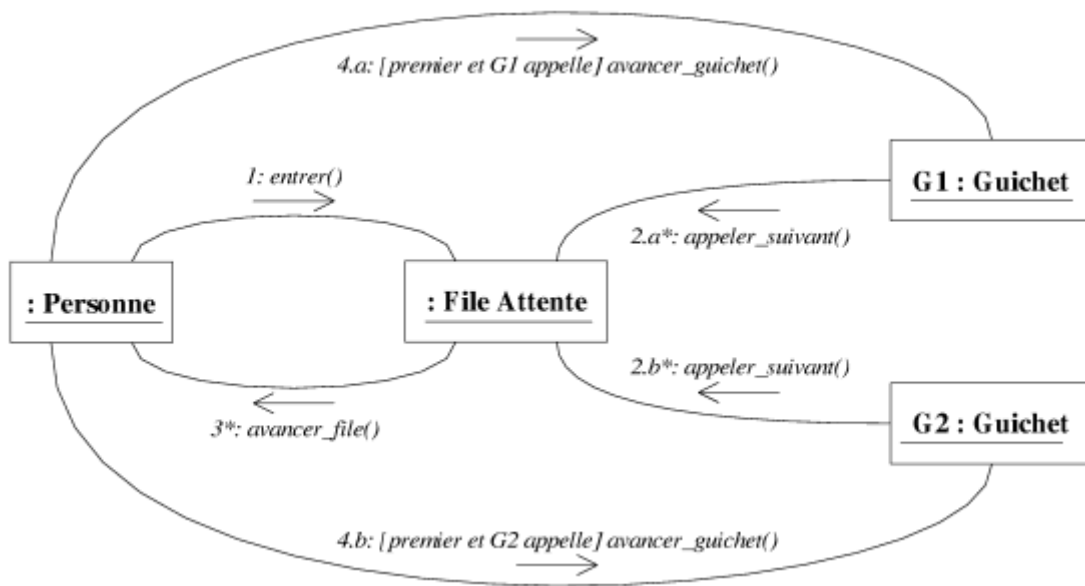 4.a: [premier et G1 appelle] avancer_guichet()
1: entrer()
G1 : Guichet
2.a*: appeler_suivant()
: Personne
: File Attente
2.b*: appeler_suivant()
3*: avancer_file()
G2 : Guichet
4.b: [premier et G2 appelle] avancer_guichet()